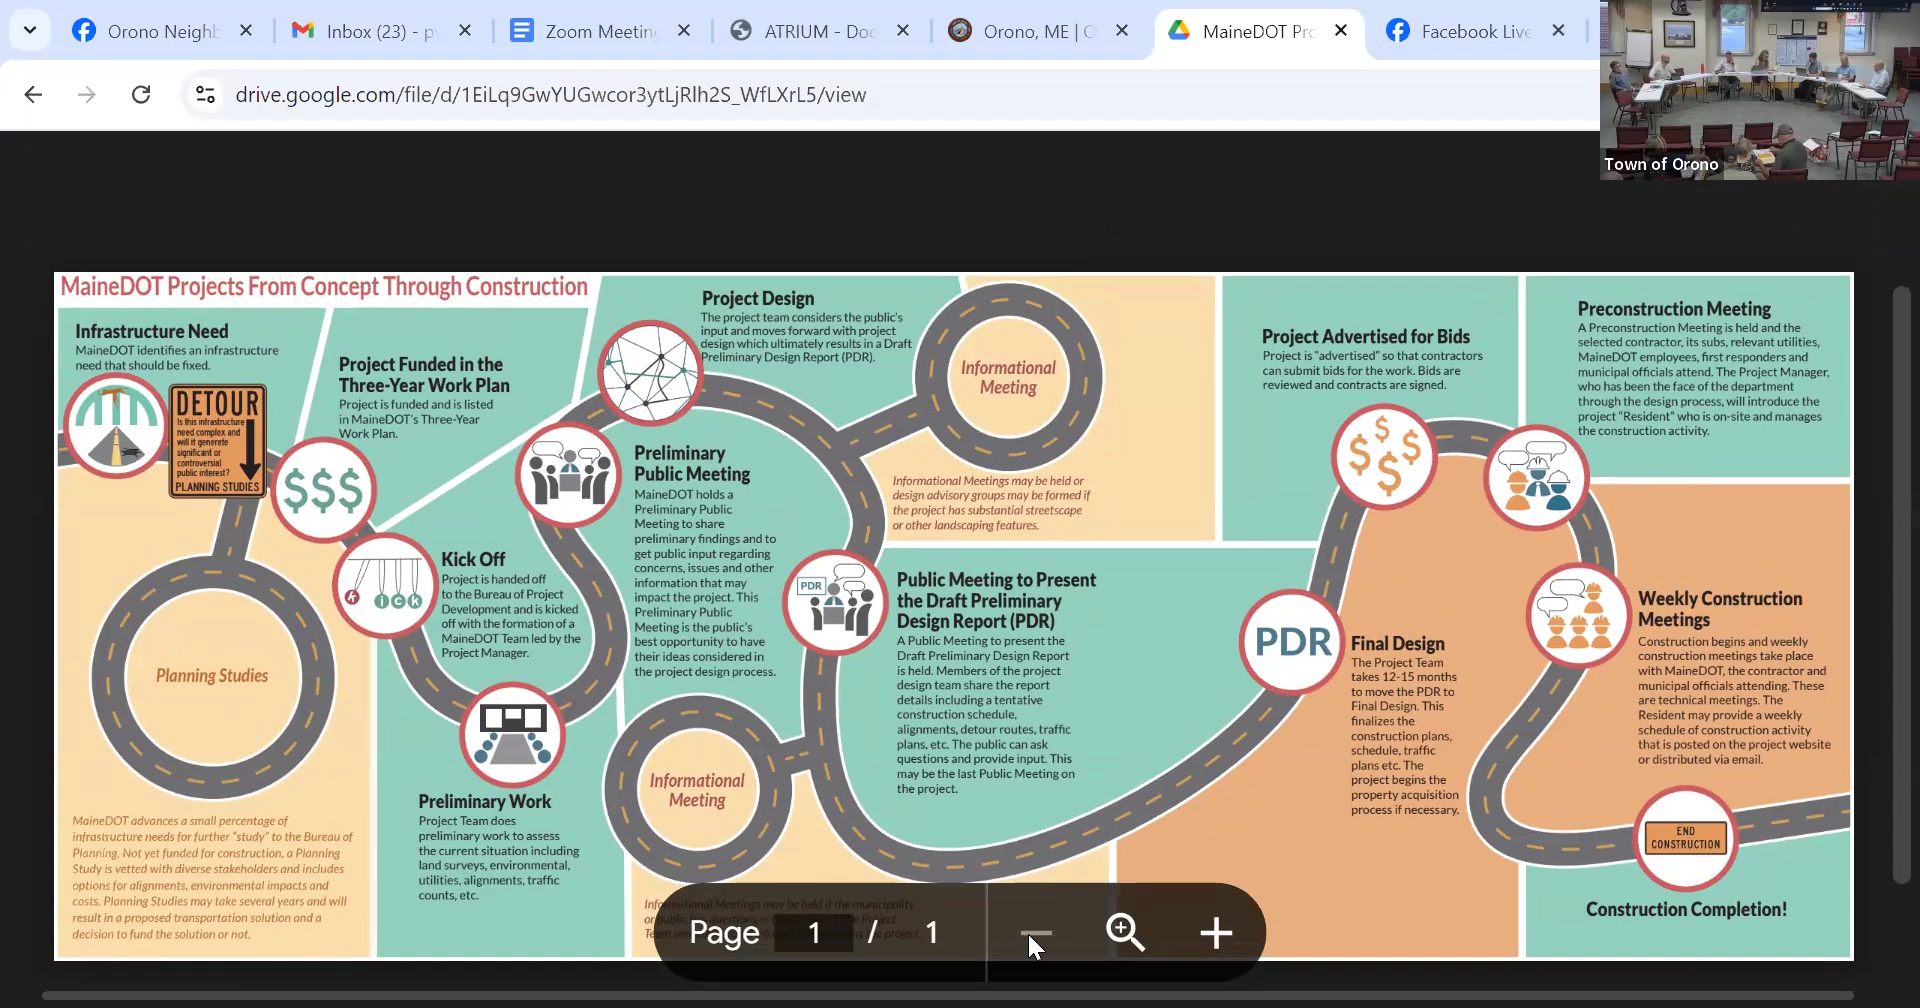 Orono Neighb
Inbox (23) - p
Zoom Meeting
ATRIUM - Doc
Orono, ME | O
MaineDOT Pro
Facebook Live
drive.google.com/file/d/1EiLq9GwYUGwcor3ytLjRlh2S_WfLXrL5/view
Town of Orono
MaineDOT Projects From Concept Through Construction
Infrastructure Need
MaineDOT identifies an infrastructure
need that should be fixed.
DETOUR
Is this infrastructure
need complex and
will it generate
significant or
controversial
public interest?
PLANNING STUDIES
Planning Studies
MaineDOT advances a small percentage of
infrastructure needs for further "study" to the Bureau of
Planning. Not yet funded for construction, a Planning
Study is vetted with diverse stakeholders and includes
options for alignments, environmental impacts and
costs. Planning Studies may take several years and will
result in a proposed transportation solution and a
decision to fund the solution or not.
Project Funded in the
Three-Year Work Plan
Project is funded and is listed
in MaineDOT's Three-Year
Work Plan.
$$$
kick
Kick Off
Project is handed off
to the Bureau of Project
Development and is kicked
off with the formation of a
MaineDOT Team led by the
Project Manager.
Preliminary Work
Project Team does
preliminary work to assess
the current situation including
land surveys, environmental,
utilities, alignments, traffic
counts, etc.
Preliminary
Public Meeting
MaineDOT holds a
Preliminary Public
Meeting to share
preliminary findings and to
get public input regarding
concerns, issues and other
information that may
impact the project. This
Preliminary Public
Meeting is the public's
best opportunity to have
their ideas considered in
the project design process.
Project Design
The project team considers the public's
input and moves forward with project
design which ultimately results in a Draft
Preliminary Design Report (PDR).
Informational
Meeting
Informational Meetings may be held or
design advisory groups may be formed if
the project has substantial streetscape
or other landscaping features.
PDR
Public Meeting to Present
the Draft Preliminary
Design Report (PDR)
A Public Meeting to present the
Draft Preliminary Design Report
is held. Members of the project
design team share the report
details including a tentative
construction schedule,
alignments, detour routes, traffic
plans, etc. The public can ask
questions and provide input. This
may be the last Public Meeting on
the project.
Informational
Meeting
Informational Meetings may be held if the municipality
project.
PDR
Final Design
The Project Team
takes 12-15 months
to move the PDR to
Final Design. This
finalizes the
construction plans,
schedule, traffic
plans etc. The
project begins the
property acquisition
process if necessary.
Project Advertised for Bids
Project is "advertised" so that contractors
can submit bids for the work. Bids are
reviewed and contracts are signed.
$$$$
Preconstruction Meeting
A Preconstruction Meeting is held and the
selected contractor, its subs, relevant utilities,
MaineDOT employees, first responders and
municipal officials attend. The Project Manager,
who has been the face of the department
through the design process, will introduce the
project "Resident" who is on-site and manages
the construction activity.
Weekly Construction
Meetings
Construction begins and weekly
construction meetings take place
with MaineDOT, the contractor and
municipal officials attending. These
are technical meetings. The
Resident may provide a weekly
schedule of construction activity
that is posted on the project website
or distributed via email.
END
CONSTRUCTION
Construction Completion!
Page 1 / 1